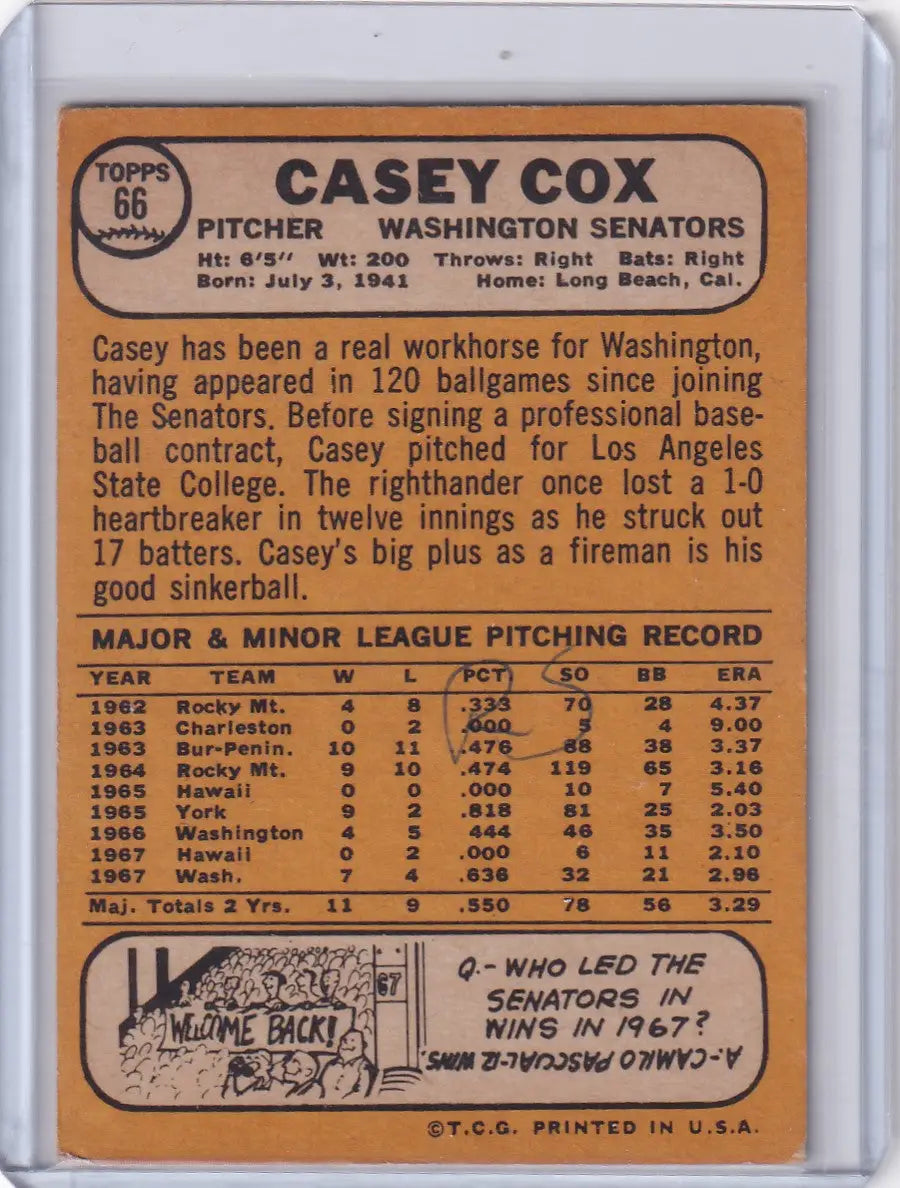 TOPPS
66
CASEY COX
PITCHER WASHINGTON SENATORS
Ht: 6'5" Wt: 200 Throws: Right Bats: Right
Born: July 3, 1941 Home: Long Beach, Cal.
Casey has been a real workhorse for Washington,
having appeared in 120 ballgames since joining
The Senators. Before signing a professional base-
ball contract, Casey pitched for Los Angeles
State College. The righthander once lost a 1-0
heartbreaker in twelve innings as he struck out
17 batters. Casey's big plus as a fireman is his
good sinkerball.
MAJOR & MINOR LEAGUE PITCHING RECORD
YEAR TEAM W L PCT SO BB ERA
1962 Rocky Mt. 4 8 .333 70 28 4.37
1963 Charleston 0 2 .000 5 4 9.00
1963 Bur-Penin. 10 11 .476 88 38 3.37
1964 Rocky Mt. 9 10 .474 119 65 3.16
1965 Hawaii 0 0 .000 10 7 5.40
1965 York 9 2 .818 81 25 2.03
1966 Washington 4 5 444 46 35 3.50
1967 Hawaii 0 2 .000 6 11 2.10
1967 Wash. 7 4 .636 32 21 2.96
Maj. Totals 2 Yrs. 11 9 .550 78 56 3.29
67
WELCOME BACK!
Q.- WHO LED THE
SENATORS IN
WINS IN 1967?
A-CAMILO PASCUAL-12 WINS.
©T.C.G. PRINTED IN U.S.A.